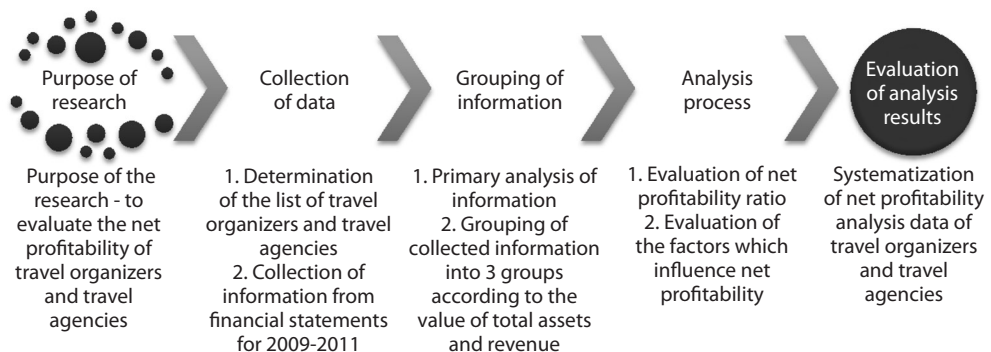 Purpose of
research
Collection
of data
Grouping of
information
Analysis
process
Evaluation
of analysis
results
Purpose of the
research - to
evaluate the net
profitability of
travel organizers
and travel
agencies
1. Determination
of the list of travel
organizers and travel
agencies
2. Collection of
information from
financial statements
for 2009-2011
1. Primary analysis of
information
2. Grouping of
collected information
into 3 groups
according to the
value of total assets
and revenue
1. Evaluation of net
profitability ratio
2. Evaluation of
the factors which
influence net
profitability
Systematization
of net profitability
analysis data of
travel organizers
and travel
agencies